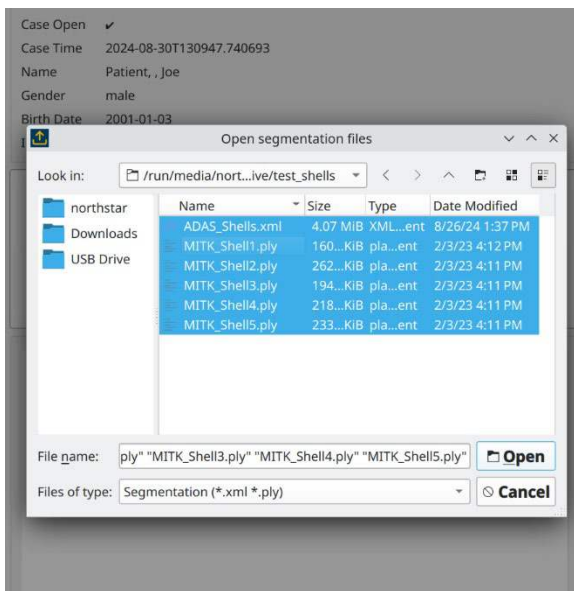 Case Open ✔
Case Time 2024-08-30T130947.740693
Name Patient, , Joe
Gender male
Birth Date 2001-01-03
Open segmentation files
Look in: /run/media/nort...ive/test_shells
northstar
Downloads
USB Drive
Name Size Type Date Modified
ADAS_Shells.xml 4.07 MiB XML...ent 8/26/24 1:37 PM
MITK_Shell1.ply 160...KiB pla...ent 2/3/23 4:12 PM
MITK_Shell2.ply 262...KiB pla...ent 2/3/23 4:11 PM
MITK_Shell3.ply 194...KiB pla...ent 2/3/23 4:11 PM
MITK_Shell4.ply 218...KiB pla...ent 2/3/23 4:11 PM
MITK_Shell5.ply 233...KiB pla...ent 2/3/23 4:11 PM
File name: ply" "MITK_Shell3.ply" "MITK_Shell4.ply" "MITK_Shell5.ply" Open
Files of type: Segmentation (*.xml *.ply) Cancel